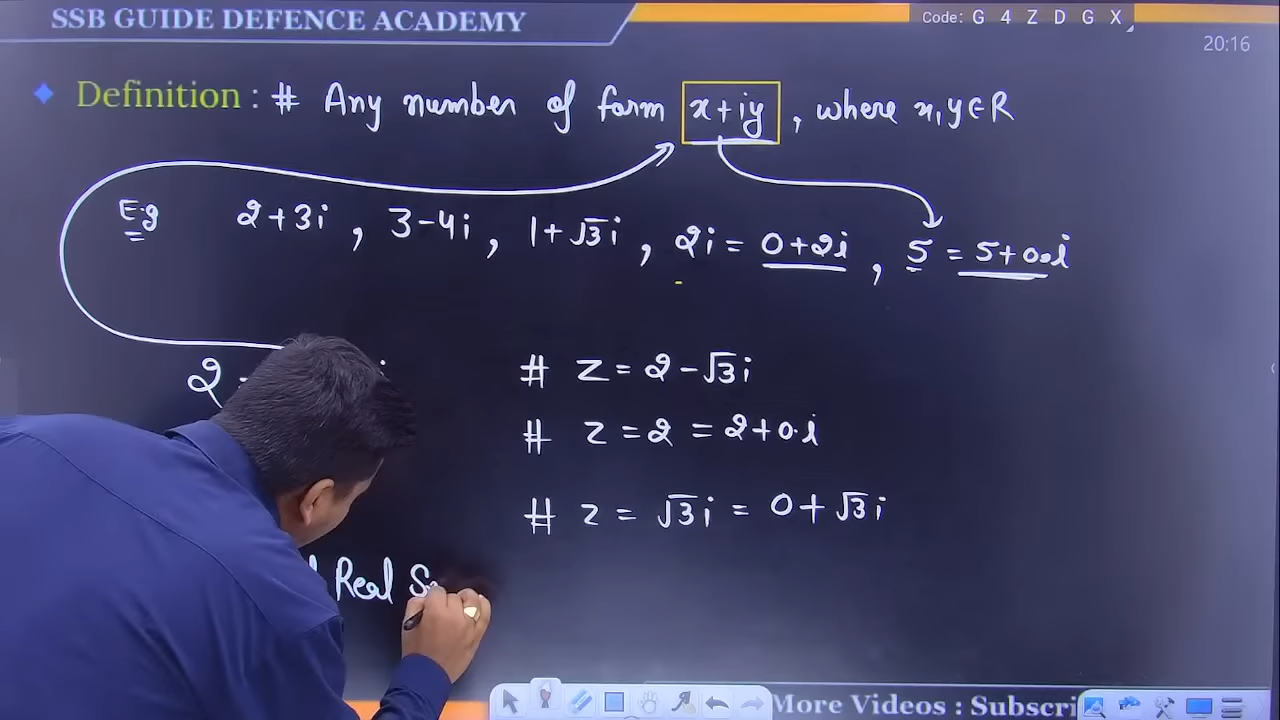 SSB GUIDE DEFENCE ACADEMY
Code: G 4 Z D G X
20:16
Definition : # Any number of form x+iy , where x,y∈R
E.g 2+3i , 3-4i , 1+√3i , 2i = 0+2i , 5 = 5+0.i
2
# Z = 2-√3i
# Z = 2 = 2+0.i
# Z = √3i = 0+√3i
Real
More Videos : Subscri